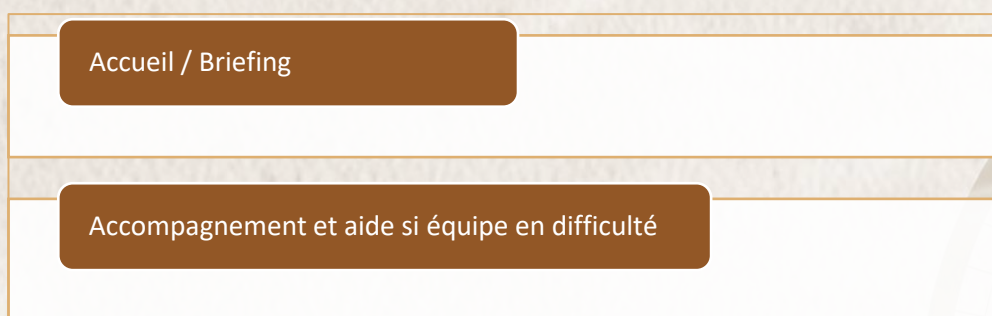 Accueil / Briefing
Accompagnement et aide si équipe en difficulté